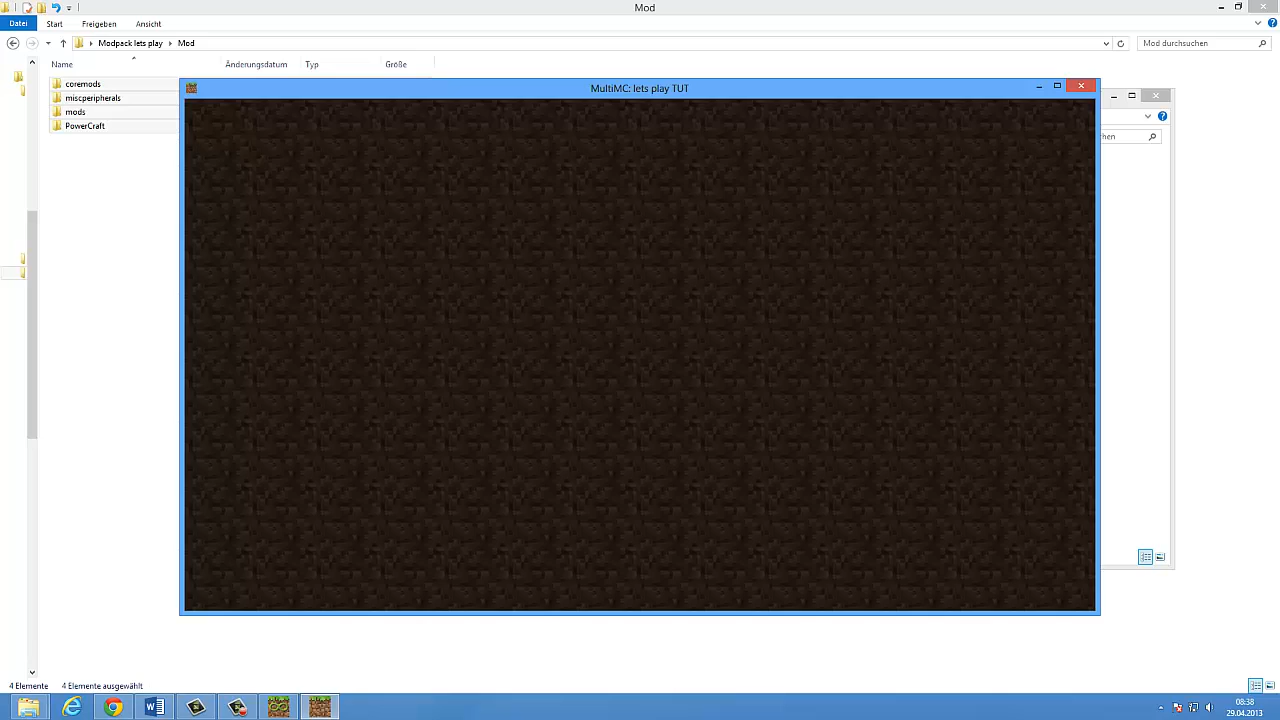 Mod
Datei Start Freigeben Ansicht
Modpack lets play Mod Mod durchsuchen
Name Änderungsdatum Typ Größe
coremods
miscperipherals
mods
PowerCraft
MultiMC: lets play TUT
hen
4 Elemente 4 Elemente ausgewählt
08:38
29.04.2013